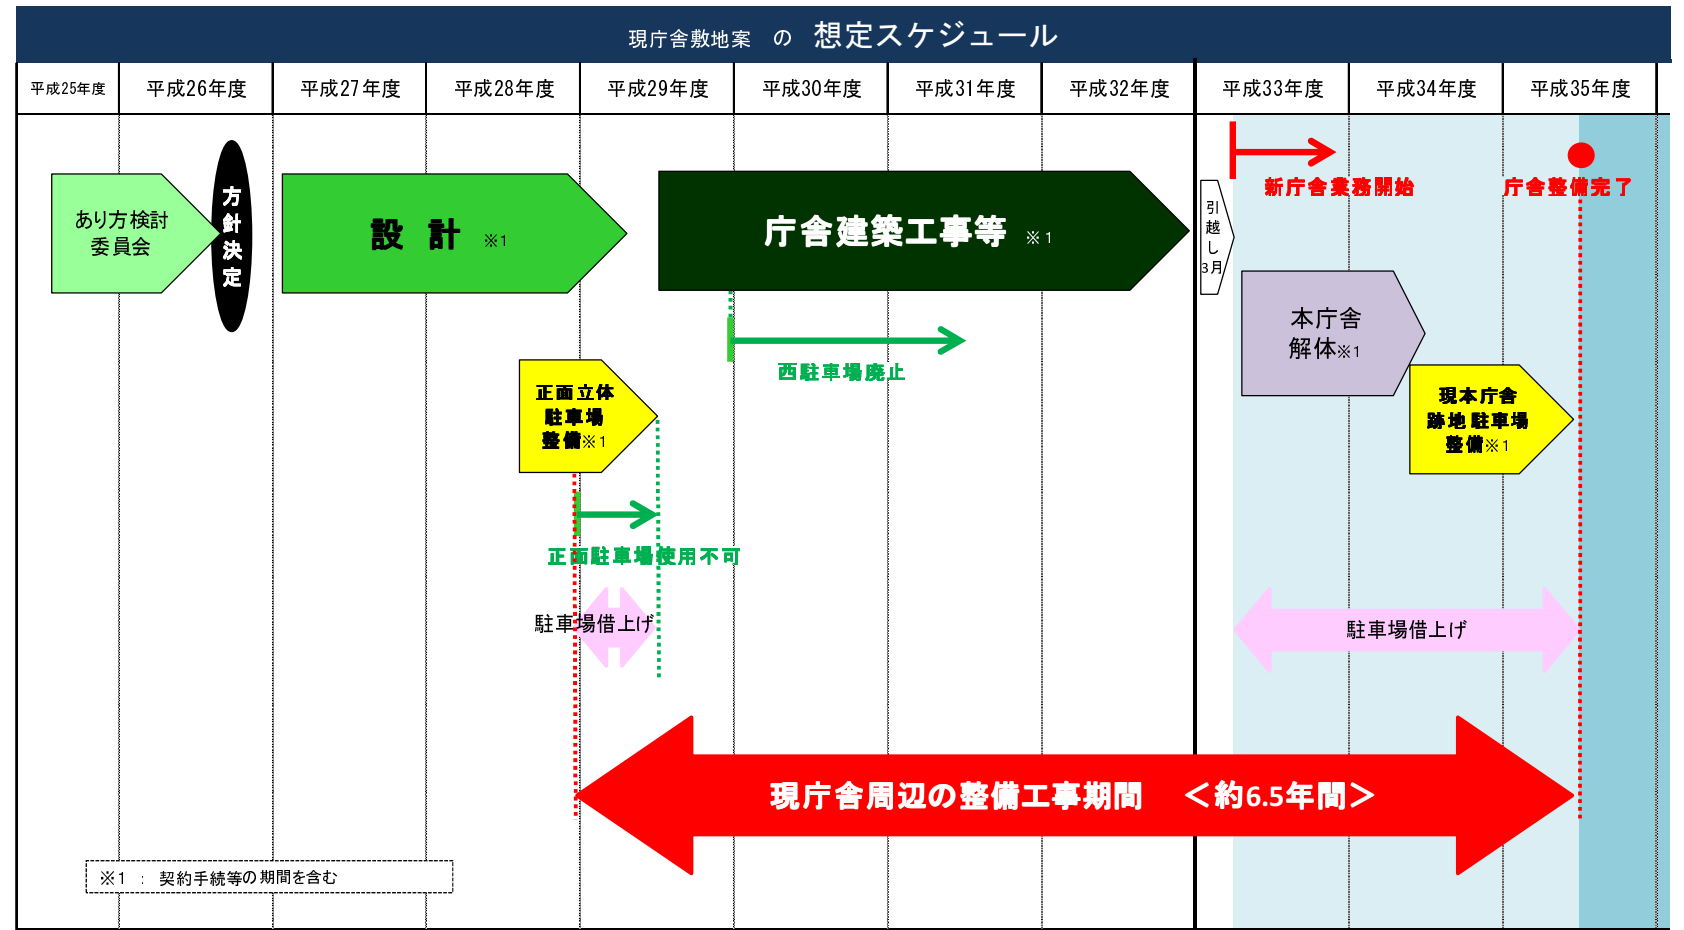 現庁舎敷地案 の 想定スケジュール
平成25年度 平成26年度 平成27年度 平成28年度 平成29年度 平成30年度 平成31年度 平成32年度 平成33年度 平成34年度 平成35年度
あり方検討
委員会
方針決定
設 計 ※1
庁舎建築工事等 ※1
引越し
3月
新庁舎業務開始
庁舎整備完了
本庁舎
解体※1
西駐車場廃止
正面立体
駐車場
整備※1
現本庁舎
跡地駐車場
整備※1
正面駐車場使用不可
駐車場借上げ
駐車場借上げ
現庁舎周辺の整備工事期間 ＜約6.5年間＞
※1 : 契約手続等の期間を含む